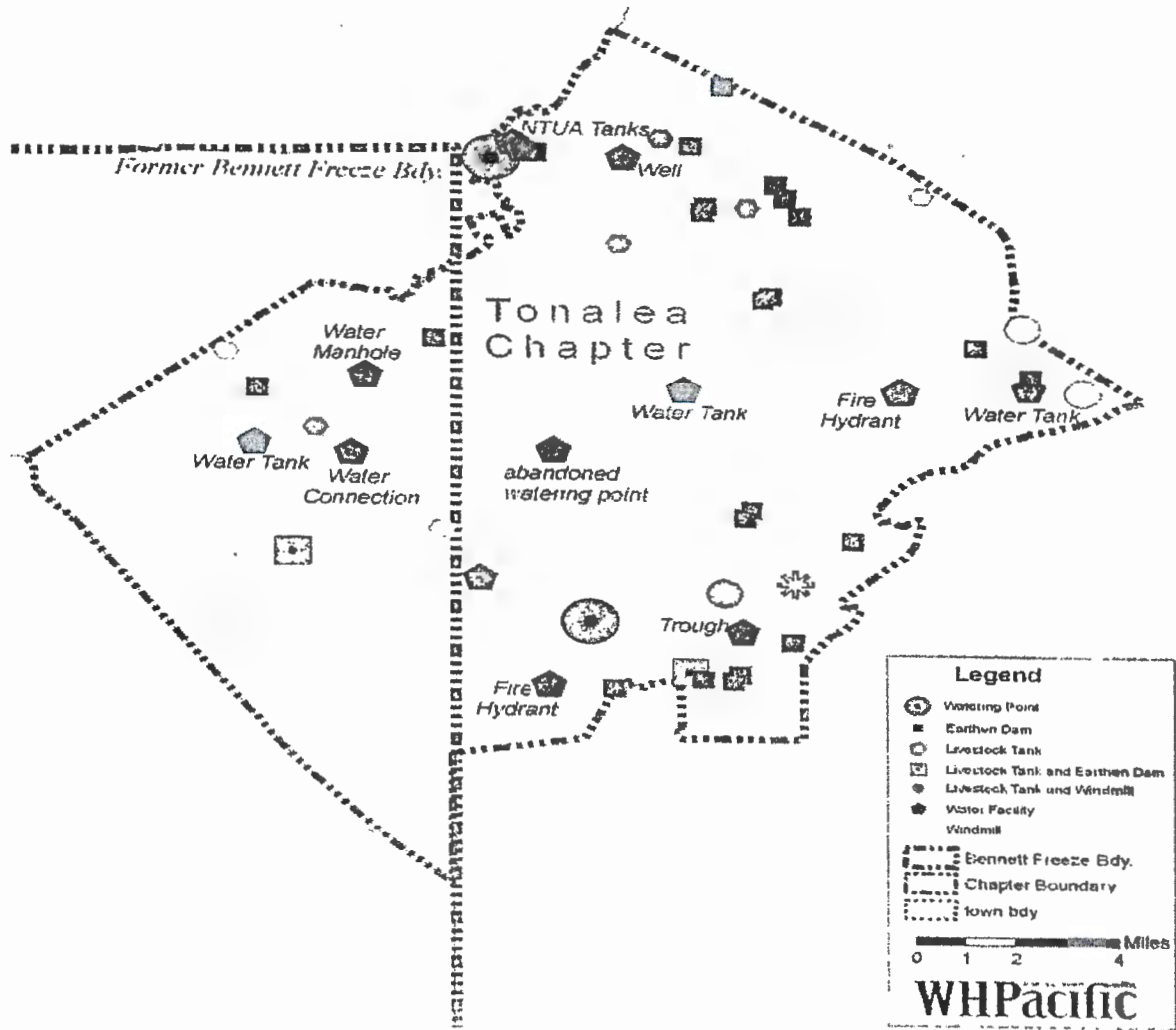 NTUA Tanks
Former Bennett Freeze Bdy.
Well
Tonalea
Chapter
Water
Manhole
Water Tank
Fire
Hydrant
Water Tank
Water Tank
Water
Connection
abandoned
watering point
Trough
Fire
Hydrant
Legend
Watering Point
Earthen Dam
Livestock Tank
Livestock Tank and Earthen Dam
Livestock Tank and Windmill
Water Facility
Windmill
Bennett Freeze Bdy.
Chapter Boundary
town bdy
Miles
0 1 2 4
WHPacific